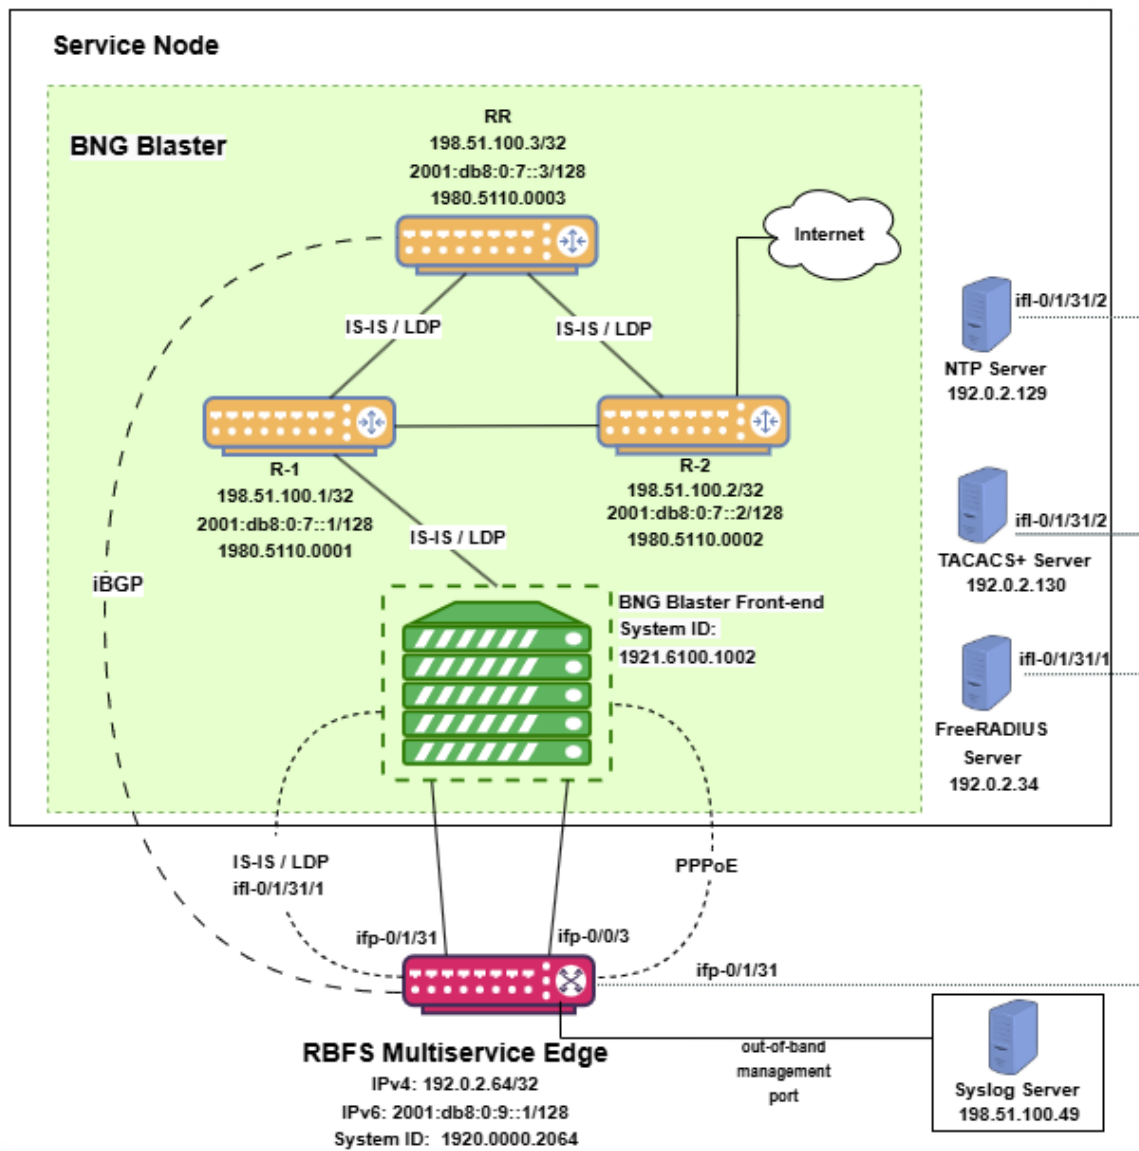 Service Node
BNG Blaster
RR
198.51.100.3/32
2001:db8:0:7::3/128
1980.5110.0003
Internet
IS-IS / LDP
IS-IS / LDP
ifl-0/1/31/2
NTP Server
192.0.2.129
R-1
198.51.100.1/32
2001:db8:0:7::1/128
1980.5110.0001
R-2
198.51.100.2/32
2001:db8:0:7::2/128
1980.5110.0002
IS-IS / LDP
ifl-0/1/31/2
TACACS+ Server
192.0.2.130
iBGP
BNG Blaster Front-end
System ID:
1921.6100.1002
ifl-0/1/31/1
FreeRADIUS
Server
192.0.2.34
IS-IS / LDP
ifl-0/1/31/1
PPPoE
ifp-0/1/31
ifp-0/0/3
ifp-0/1/31
RBFS Multiservice Edge
IPv4: 192.0.2.64/32
IPv6: 2001:db8:0:9::1/128
System ID: 1920.0000.2064
out-of-band
management
port
Syslog Server
198.51.100.49